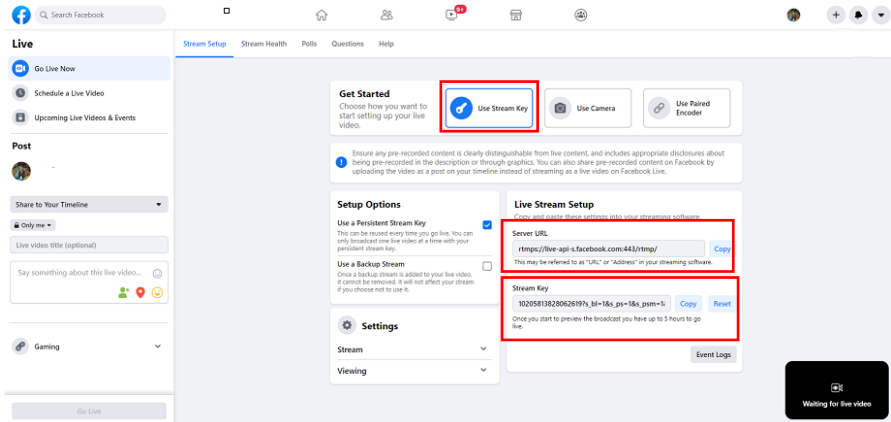 Search Facebook
9+
Live
Go Live Now
Schedule a Live Video
Upcoming Live Videos & Events
Post
Share to Your Timeline
Only me
Live video title (optional)
Say something about this live video...
Gaming
Go Live
Stream Setup
Stream Health
Polls
Questions
Help
Get Started
Choose how you want to
start setting up your live
video.
Use Stream Key
Use Camera
Use Paired
Encoder
Ensure any pre-recorded content is clearly distinguishable from live content, and includes appropriate disclosures about
being pre-recorded in the description or through graphics. You can also share pre-recorded content on Facebook by
uploading the video as a post on your timeline instead of streaming as a live video on Facebook Live.
Setup Options
Use a Persistent Stream Key
This can be reused every time you go live. You can
only broadcast one live video at a time with your
persistent stream key.
Use a Backup Stream
Once a backup stream is added to your live video,
it cannot be removed. It will not affect your stream
if you choose not to use it.
Settings
Stream
Viewing
Live Stream Setup
Copy and paste these settings into your streaming software.
Server URL
rtmps://live-api-s.facebook.com:443/rtmp/
Copy
This may be referred to as "URL" or "Address" in your streaming software.
Stream Key
10205813828062619?s_bl=1&s_ps=1&s_psm=1&
Copy
Reset
Once you start to preview the broadcast you have up to 5 hours to go
live.
Event Logs
Waiting for live video